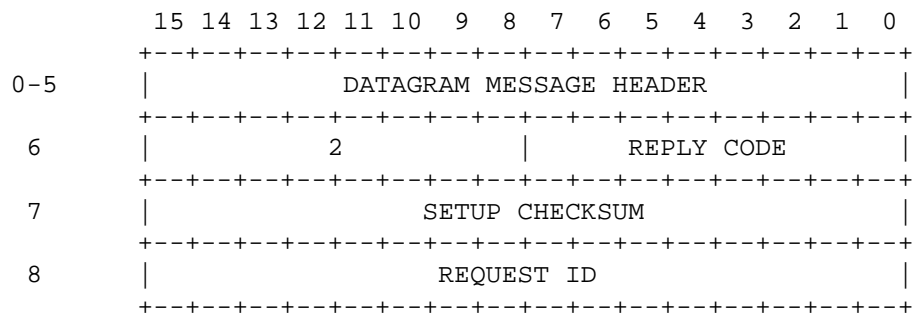 15 14 13 12 11 10 9 8 7 6 5 4 3 2 1 0
+--+--+--+--+--+--+--+--+--+--+--+--+--+--+--+--+
0-5 | DATAGRAM MESSAGE HEADER |
+--+--+--+--+--+--+--+--+--+--+--+--+--+--+--+--+
6 | 2 | REPLY CODE |
+--+--+--+--+--+--+--+--+--+--+--+--+--+--+--+--+
7 | SETUP CHECKSUM |
+--+--+--+--+--+--+--+--+--+--+--+--+--+--+--+--+
8 | REQUEST ID |
+--+--+--+--+--+--+--+--+--+--+--+--+--+--+--+--+